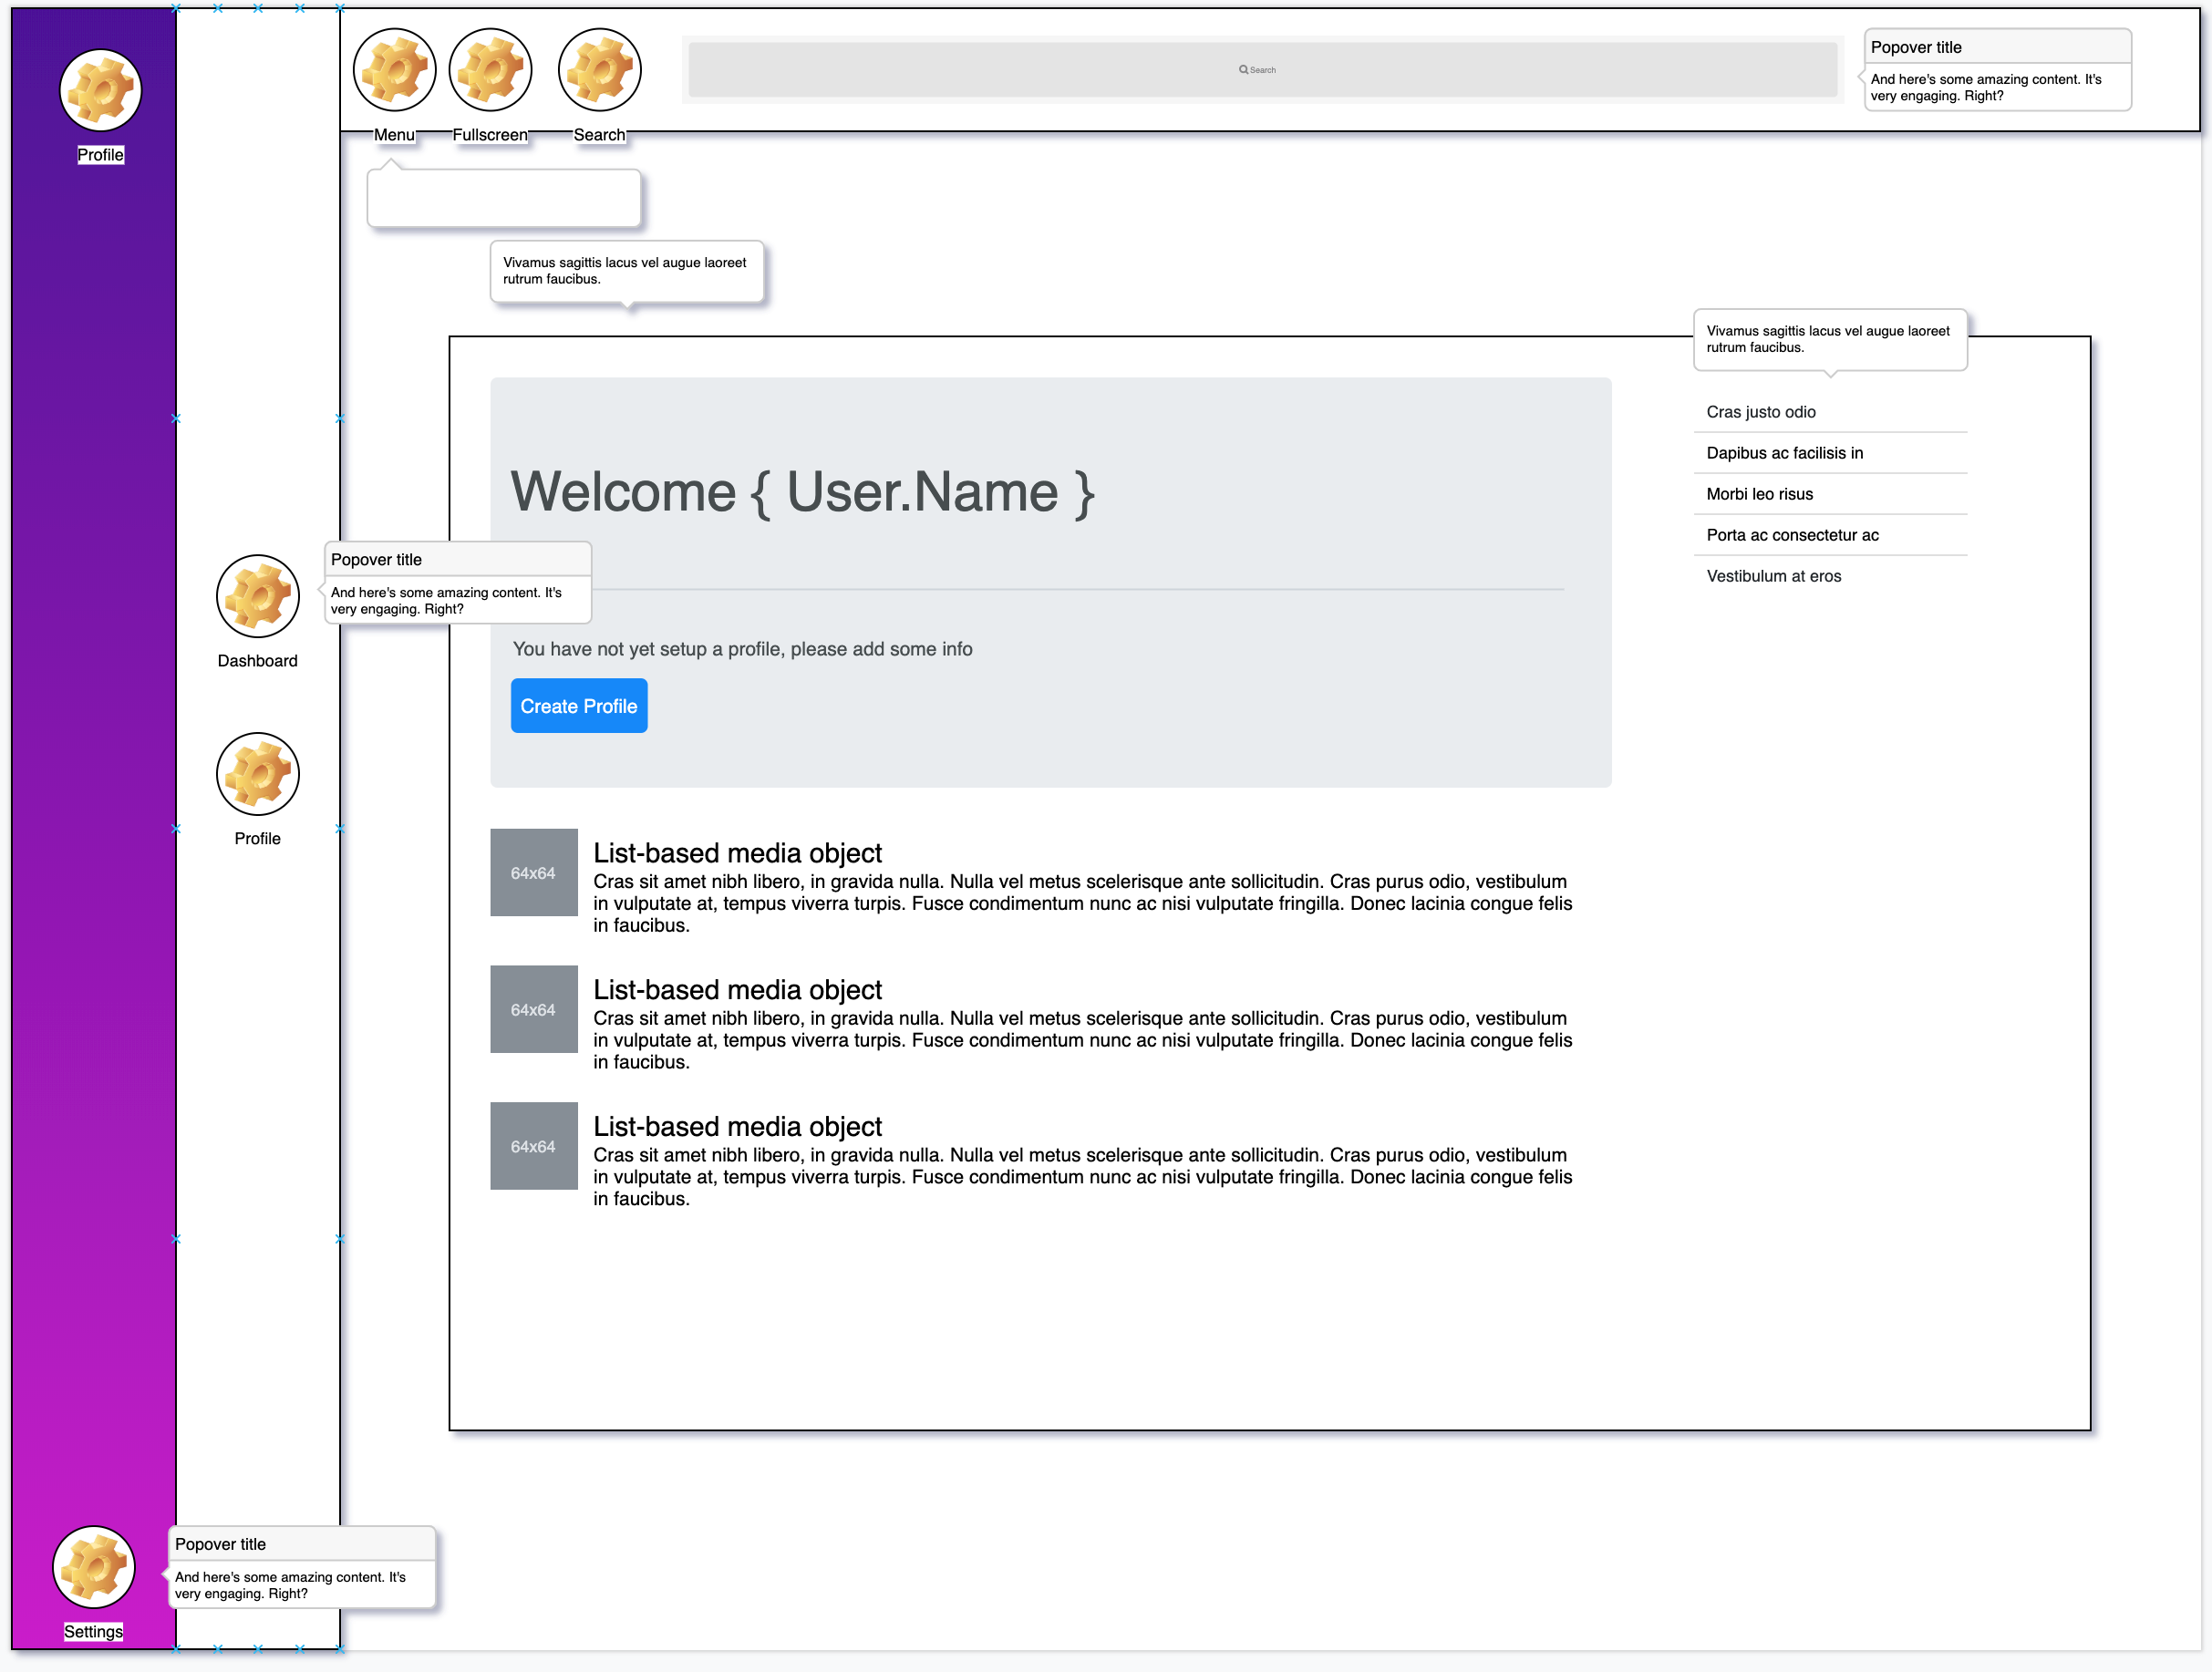 Profile
Menu
Fullscreen
Search
Search
Popover title
And here's some amazing content. It's
very engaging. Right?
Vivamus sagittis lacus vel augue laoreet
rutrum faucibus.
Vivamus sagittis lacus vel augue laoreet
rutrum faucibus.
Cras justo odio
Dapibus ac facilisis in
Morbi leo risus
Porta ac consectetur ac
Vestibulum at eros
Welcome { User.Name }
Dashboard
Popover title
And here's some amazing content. It's
very engaging. Right?
You have not yet setup a profile, please add some info
Create Profile
Profile
64x64
List-based media object
Cras sit amet nibh libero, in gravida nulla. Nulla vel metus scelerisque ante sollicitudin. Cras purus odio, vestibulum
in vulputate at, tempus viverra turpis. Fusce condimentum nunc ac nisi vulputate fringilla. Donec lacinia congue felis
in faucibus.
64x64
List-based media object
Cras sit amet nibh libero, in gravida nulla. Nulla vel metus scelerisque ante sollicitudin. Cras purus odio, vestibulum
in vulputate at, tempus viverra turpis. Fusce condimentum nunc ac nisi vulputate fringilla. Donec lacinia congue felis
in faucibus.
64x64
List-based media object
Cras sit amet nibh libero, in gravida nulla. Nulla vel metus scelerisque ante sollicitudin. Cras purus odio, vestibulum
in vulputate at, tempus viverra turpis. Fusce condimentum nunc ac nisi vulputate fringilla. Donec lacinia congue felis
in faucibus.
Popover title
And here's some amazing content. It's
very engaging. Right?
Settings